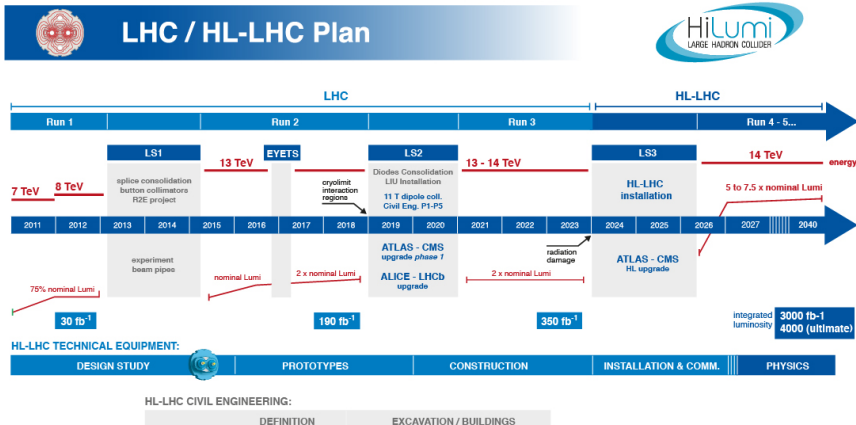 LHC / HL-LHC Plan
HiLumi
LARGE HADRON COLLIDER
LHC
HL-LHC
Run 1
Run 2
Run 3
Run 4 - 5...
LS1
EYETS
LS2
LS3
7 TeV
8 TeV
splice consolidation
button collimators
R2E project
13 TeV
cryolimit
interaction
regions
Diodes Consolidation
LIU Installation
11 T dipole coll.
Civil Eng. P1-P5
13 - 14 TeV
HL-LHC
installation
14 TeV
energy
5 to 7.5 x nominal Lumi
2011 2012 2013 2014 2015 2016 2017 2018 2019 2020 2021 2022 2023 2024 2025 2026 2027 2040
75% nominal Lumi
experiment
beam pipes
nominal Lumi
2 x nominal Lumi
ATLAS - CMS
upgrade phase 1
ALICE - LHCb
upgrade
2 x nominal Lumi
radiation
damage
ATLAS - CMS
HL upgrade
30 fb-1
190 fb-1
350 fb-1
integrated
luminosity
3000 fb-1
4000 (ultimate)
HL-LHC TECHNICAL EQUIPMENT:
DESIGN STUDY
PROTOTYPES
CONSTRUCTION
INSTALLATION & COMM.
PHYSICS
HL-LHC CIVIL ENGINEERING:
DEFINITION
EXCAVATION / BUILDINGS